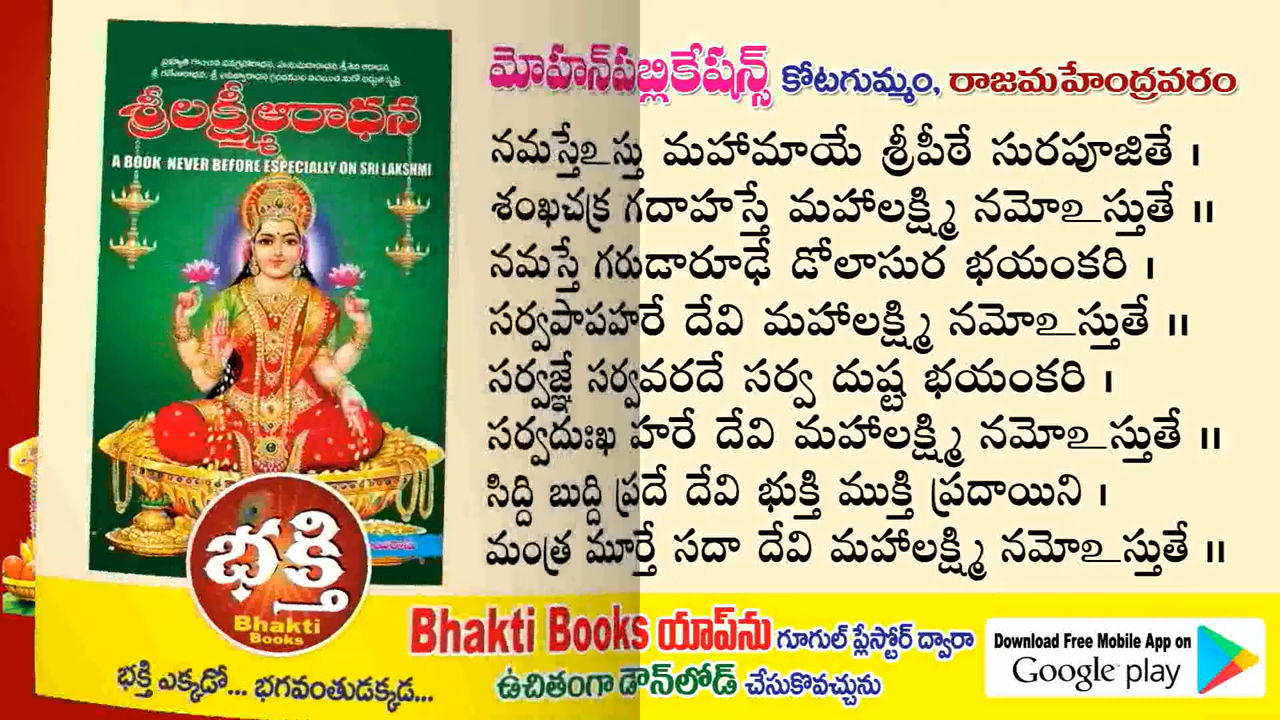 శ్రీలక్ష్మీఆరాధన
A BOOK NEVER BEFORE ESPECIALLY ON SRI LAKSHMI
భక్తి
Bhakti
Books
భక్తి ఎక్కడో... భగవంతుడక్కడ...
మోహన్‌పబ్లికేషన్స్ కోటగుమ్మం, రాజమహేంద్రవరం
నమస్తేఽస్తు మహామాయే శ్రీపీఠే సురపూజితే ।
శంఖచక్ర గదాహస్తే మహాలక్ష్మి నమోఽస్తుతే ॥
నమస్తే గరుడారూఢే డోలాసుర భయంకరి ।
సర్వపాపహరే దేవి మహాలక్ష్మి నమోఽస్తుతే ॥
సర్వజ్ఞే సర్వవరదే సర్వ దుష్ట భయంకరి ।
సర్వదుఃఖ హరే దేవి మహాలక్ష్మి నమోఽస్తుతే ॥
సిద్ది బుద్ది ప్రదే దేవి భుక్తి ముక్తి ప్రదాయిని ।
మంత్ర మూర్తే సదా దేవి మహాలక్ష్మి నమోఽస్తుతే ॥
Bhakti Books యాప్‌ను గూగుల్ ప్లేస్టోర్ ద్వారా
ఉచితంగా డౌన్‌లోడ్ చేసుకొవచ్చును
Download Free Mobile App on
Google play